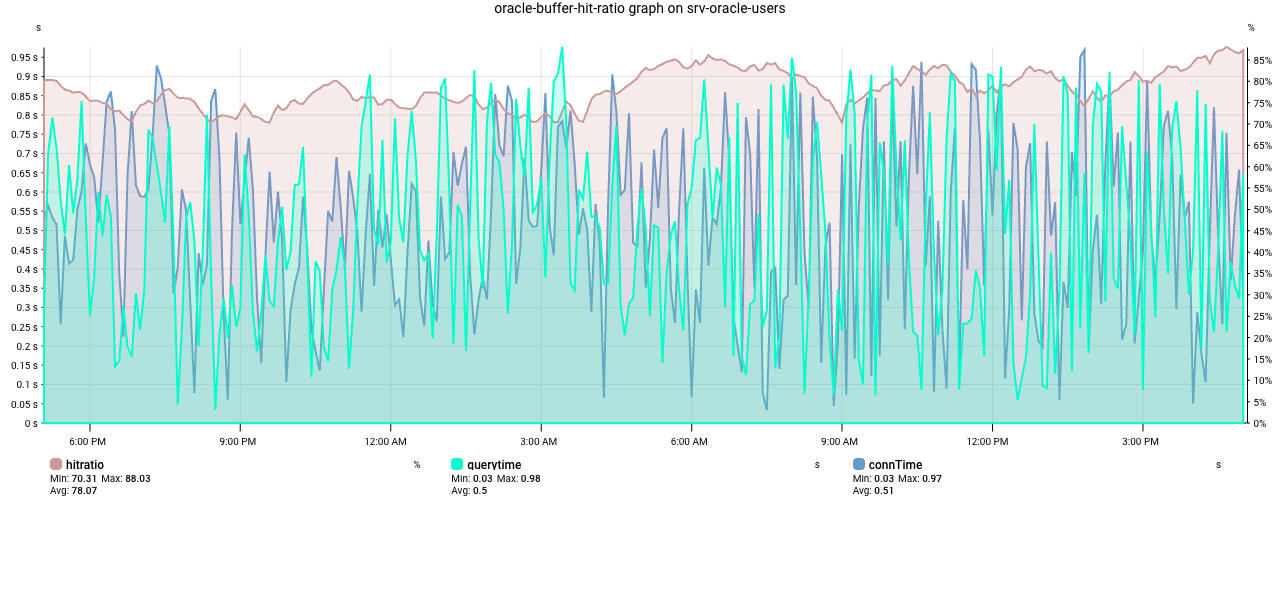 oracle-buffer-hit-ratio graph on srv-oracle-users
s %
0.95 s
0.9 s
0.85 s
0.8 s
0.75 s
0.7 s
0.65 s
0.6 s
0.55 s
0.5 s
0.45 s
0.4 s
0.35 s
0.3 s
0.25 s
0.2 s
0.15 s
0.1 s
0.05 s
0 s
85%
80%
75%
70%
65%
60%
55%
50%
45%
40%
35%
30%
25%
20%
15%
10%
5%
0%
6:00 PM 9:00 PM 12:00 AM 3:00 AM 6:00 AM 9:00 AM 12:00 PM 3:00 PM
hitratio %
Min: 70.31 Max: 88.03
Avg: 78.07
querytime s
Min: 0.03 Max: 0.98
Avg: 0.5
connTime s
Min: 0.03 Max: 0.97
Avg: 0.51